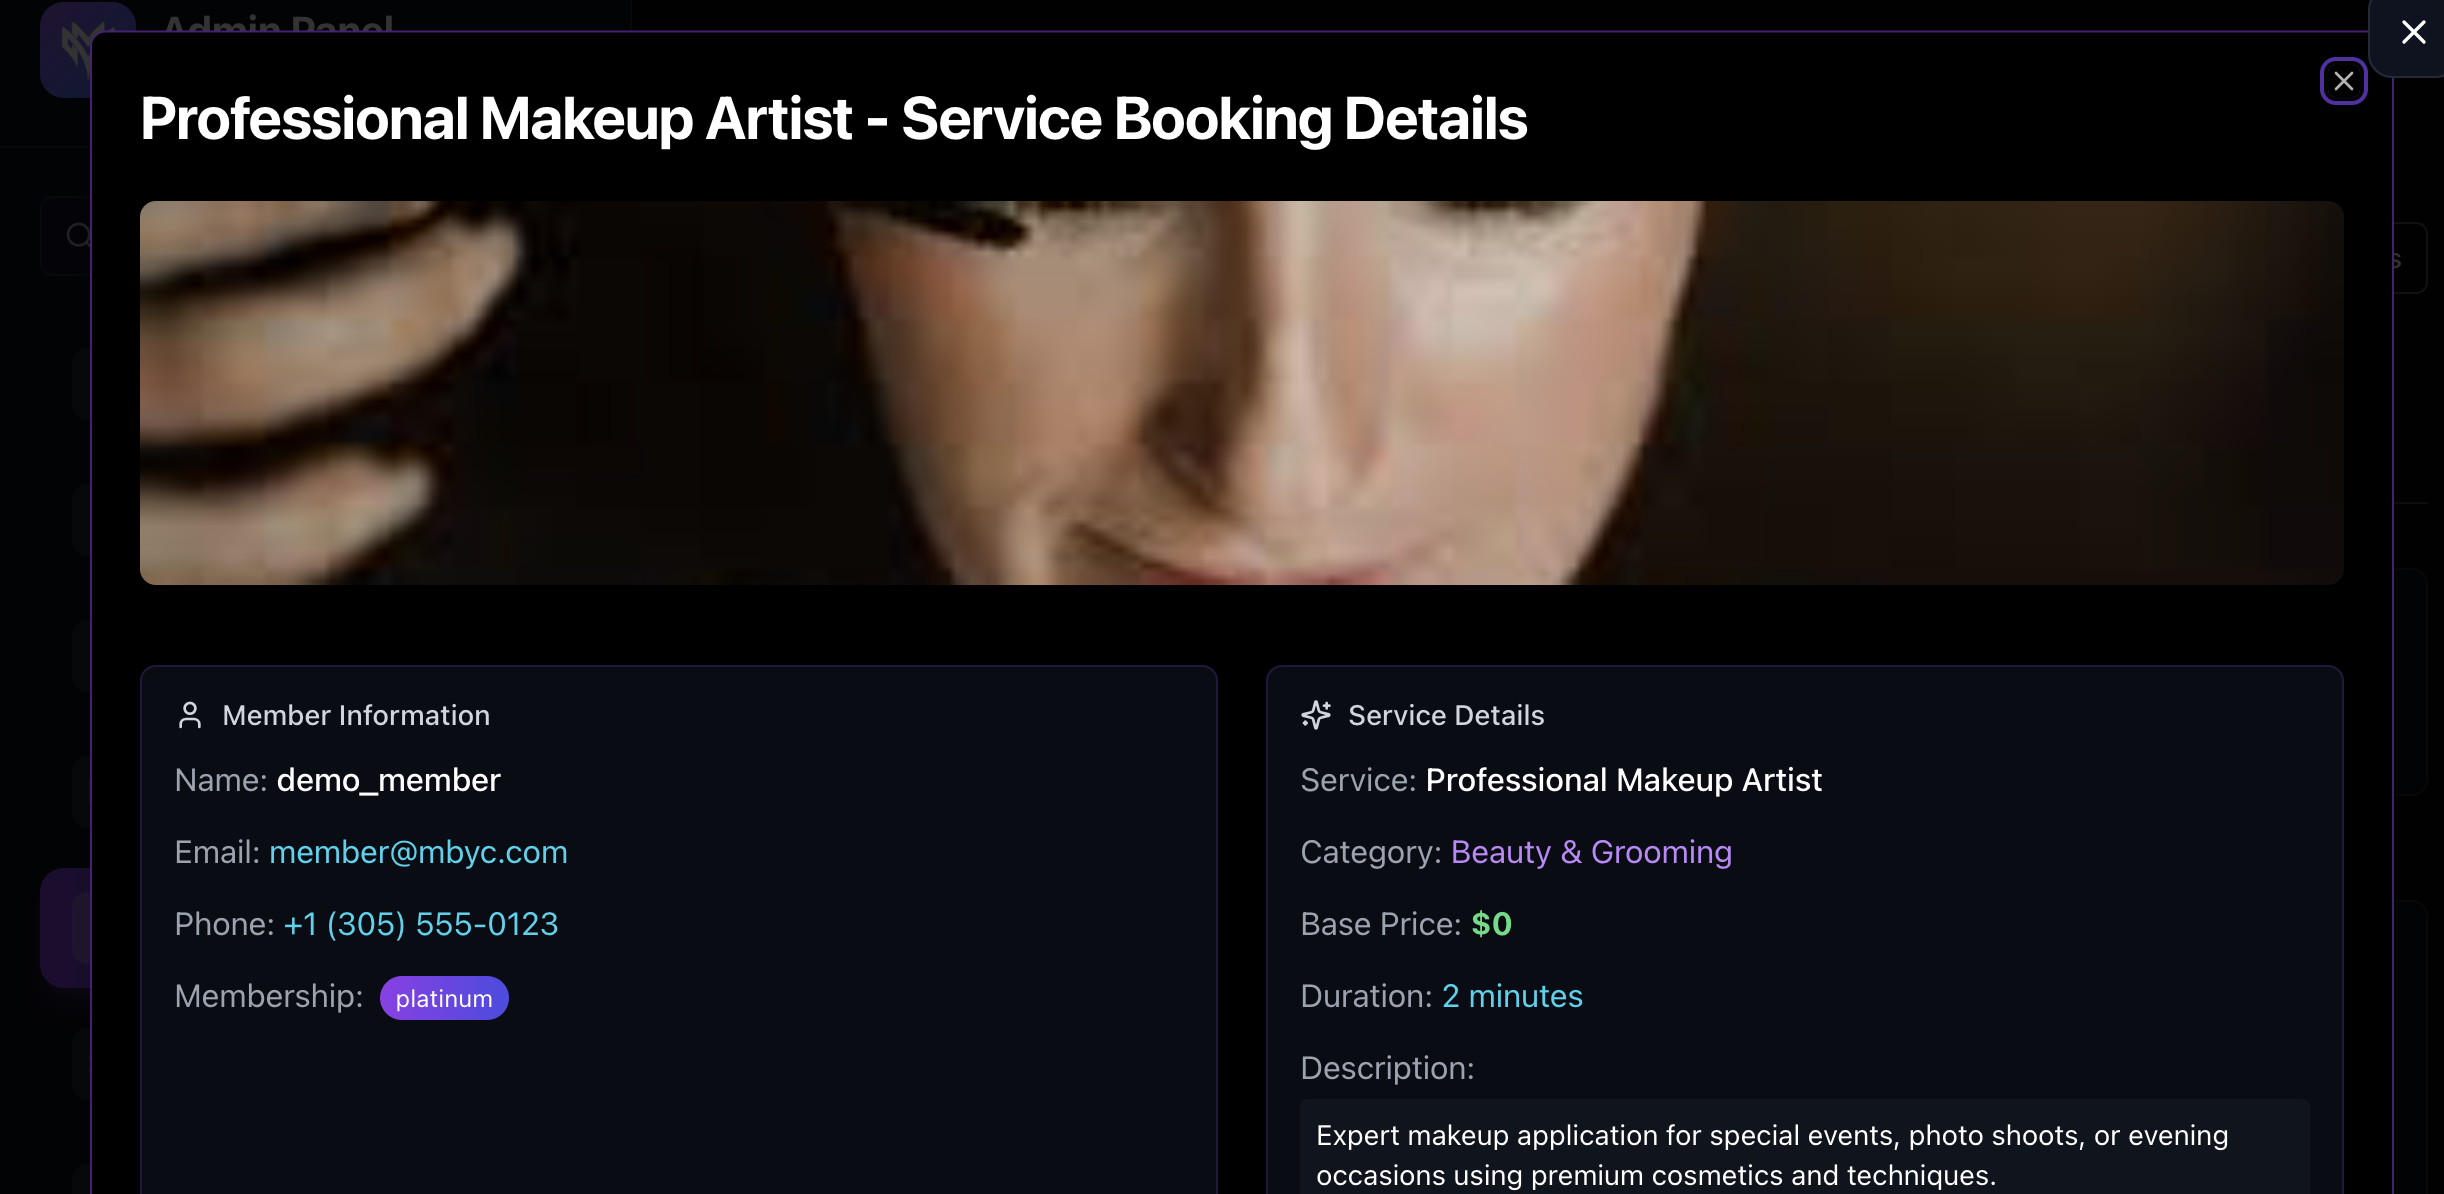 Admin Panel
Professional Makeup Artist - Service Booking Details
s
Member Information
Name: demo_member
Email: member@mbyc.com
Phone: +1 (305) 555-0123
Membership: platinum
Service Details
Service: Professional Makeup Artist
Category: Beauty & Grooming
Base Price: $0
Duration: 2 minutes
Description:
Expert makeup application for special events, photo shoots, or evening
occasions using premium cosmetics and techniques.